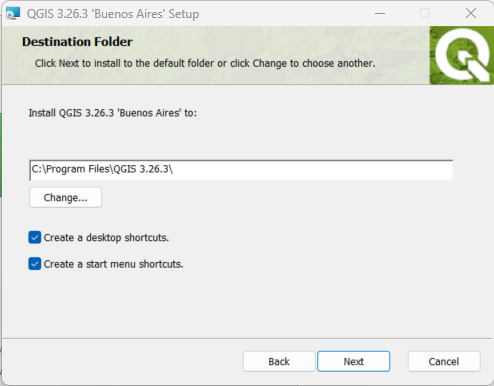 QGIS 3.26.3 'Buenos Aires' Setup
Destination Folder
Click Next to install to the default folder or click Change to choose another.
Install QGIS 3.26.3 'Buenos Aires' to:
C:\Program Files\QGIS 3.26.3\
Change...
Create a desktop shortcuts.
Create a start menu shortcuts.
Back
Next
Cancel